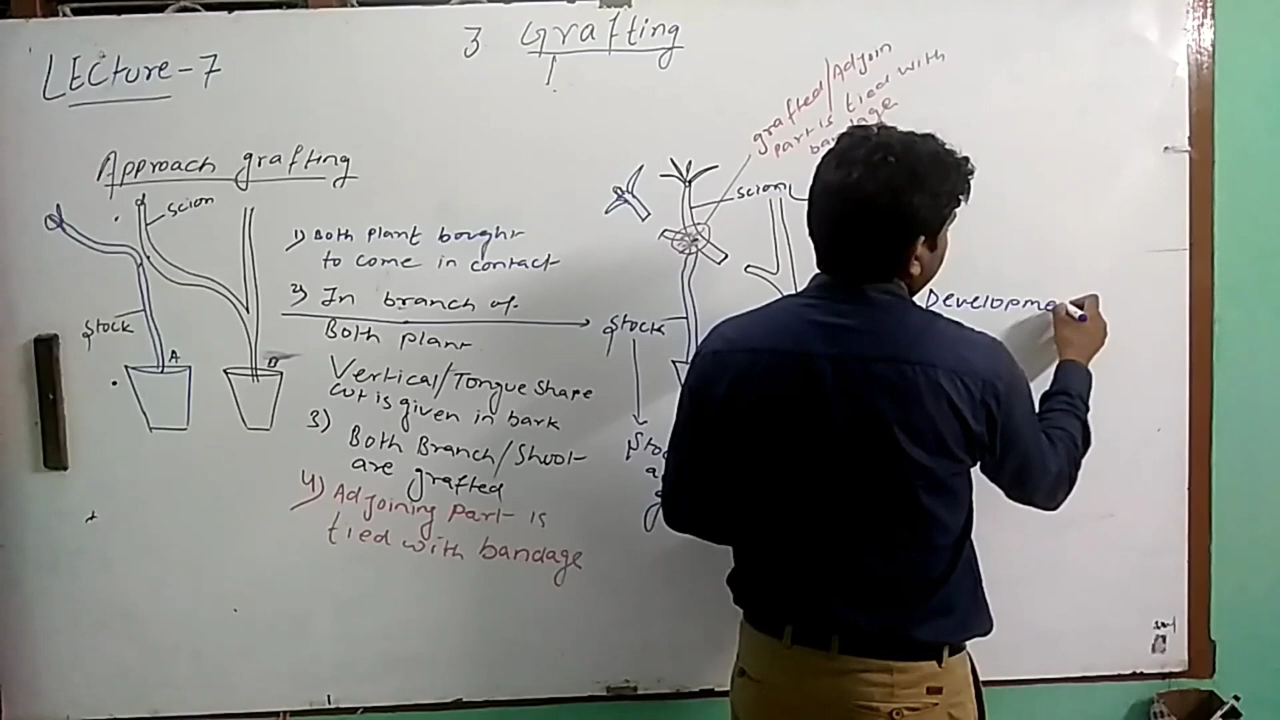 LECTure-7
3 Grafting
Approach grafting
scion
stock
A
1) Both plant bought
to come in contact
2) In branch of
Both plant
Vertical/Tongue shape
cut is given in bark
3) Both Branch/Shoot
are grafted
4) Adjoining Part is
tied with bandage
grafted/Adjoin
part is tied with
scion
stock
Developme